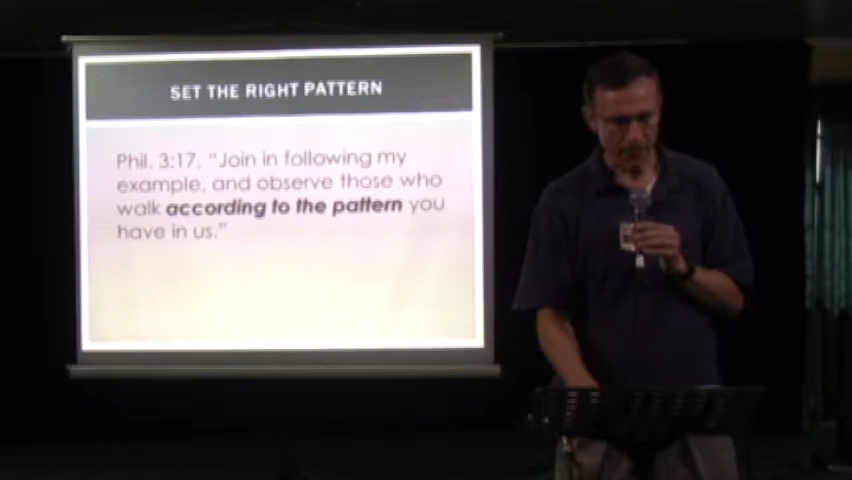 SET THE RIGHT PATTERN
Phil. 3:17, "Join in following my
example, and observe those who
walk according to the pattern you
have in us."